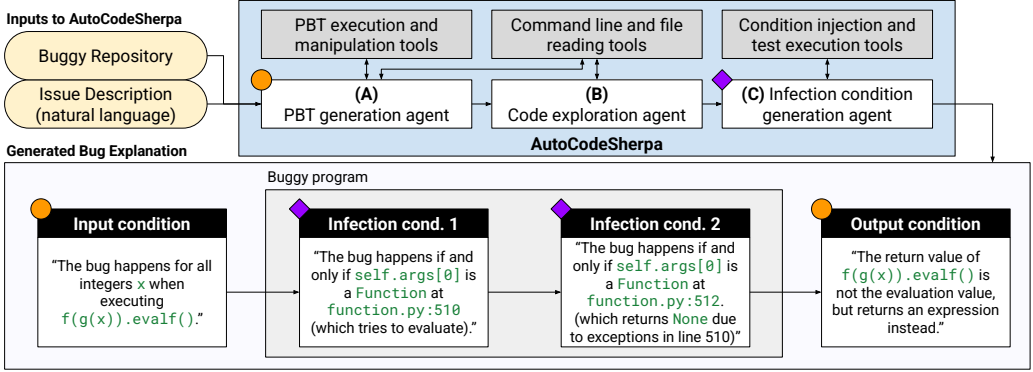 Inputs to AutoCodeSherpa
Buggy Repository
Issue Description
(natural language)
PBT execution and
manipulation tools
Command line and file
reading tools
Condition injection and
test execution tools
(A)
PBT generation agent
(B)
Code exploration agent
(C) Infection condition
generation agent
AutoCodeSherpa
Generated Bug Explanation
Buggy program
Input condition
“The bug happens for all
integers x when
executing
f(g(x)).evalf().”
Infection cond. 1
“The bug happens if and
only if self.args[0] is
a Function at
function.py:510
(which tries to evaluate).”
Infection cond. 2
“The bug happens if and
only if self.args[0] is
a Function at
function.py:512.
(which returns None due
to exceptions in line 510)”
Output condition
“The return value of
f(g(x)).evalf() is
not the evaluation value,
but returns an expression
instead.”